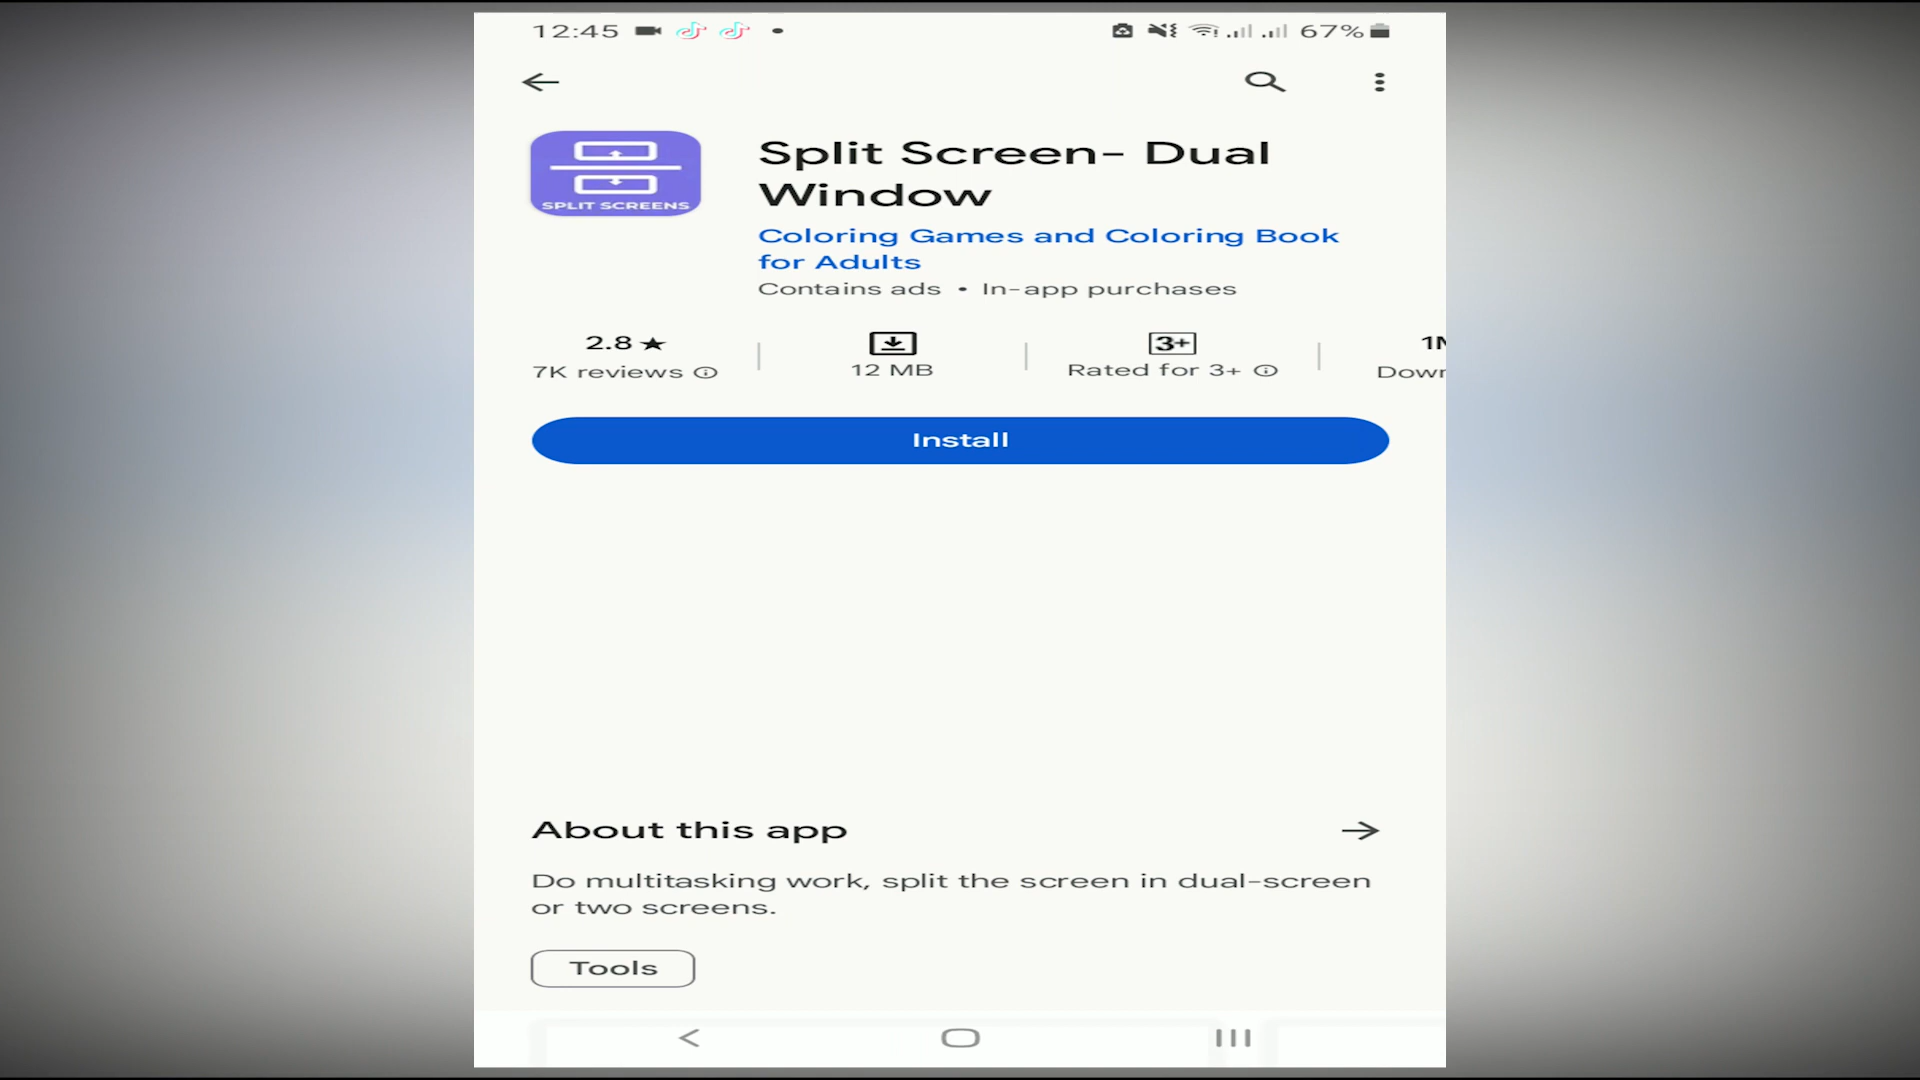 12:45
67%
SPLIT SCREENS
Split Screen- Dual
Window
Coloring Games and Coloring Book
for Adults
Contains ads • In-app purchases
2.8 ★
7K reviews
12 MB
3+
Rated for 3+
Install
About this app
Do multitasking work, split the screen in dual-screen
or two screens.
Tools